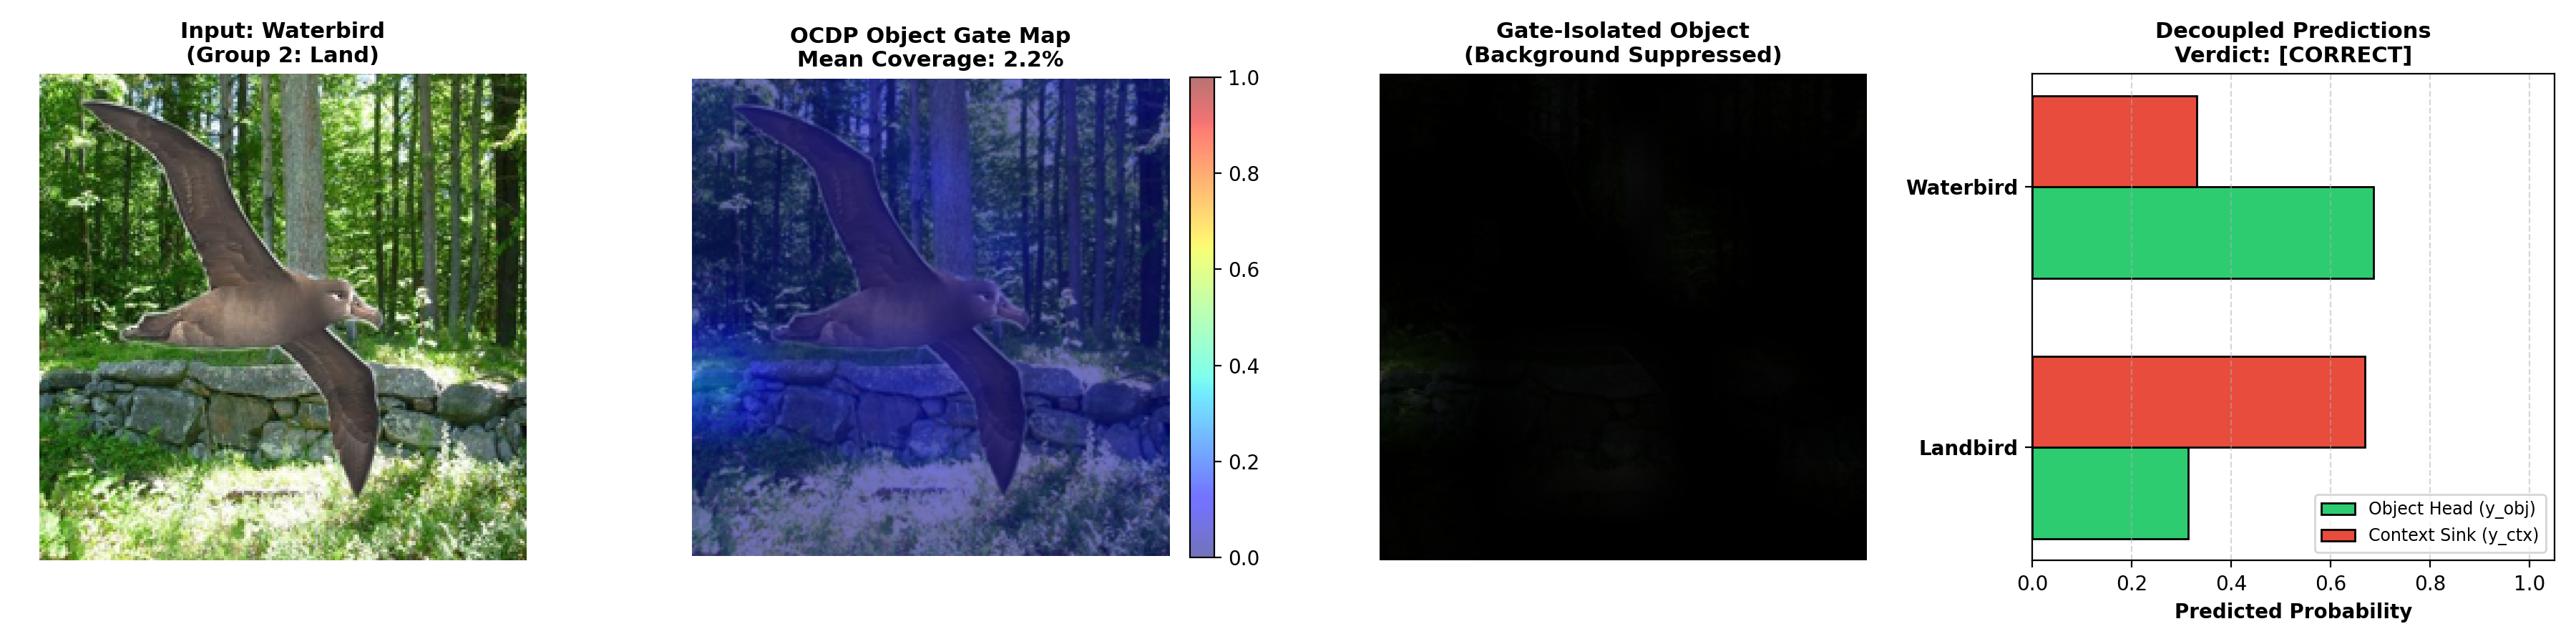 Input: Waterbird
(Group 2: Land)
OCDP Object Gate Map
Mean Coverage: 2.2%
1.0
0.8
0.6
0.4
0.2
0.0
Gate-Isolated Object
(Background Suppressed)
Decoupled Predictions
Verdict: [CORRECT]
Waterbird
Landbird
Object Head (y_obj)
Context Sink (y_ctx)
0.0 0.2 0.4 0.6 0.8 1.0
Predicted Probability